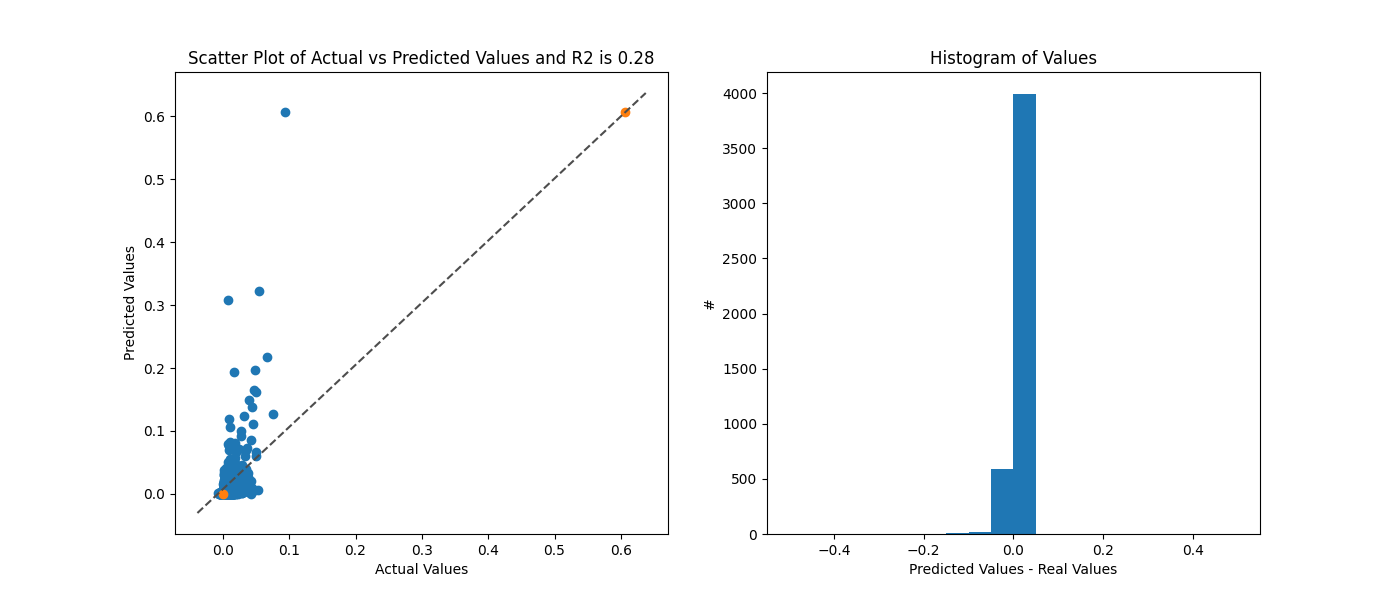 Scatter Plot of Actual vs Predicted Values and R2 is 0.28
Predicted Values
0.6
0.5
0.4
0.3
0.2
0.1
0.0
0.0 0.1 0.2 0.3 0.4 0.5 0.6
Actual Values
Histogram of Values
#
4000
3500
3000
2500
2000
1500
1000
500
0
−0.4 −0.2 0.0 0.2 0.4
Predicted Values - Real Values